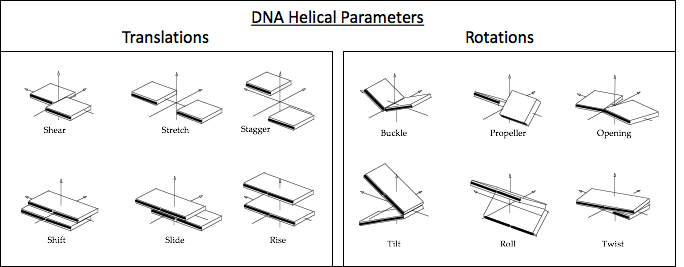 DNA Helical Parameters
Translations
Rotations
Shear
Stretch
Stagger
Buckle
Propeller
Opening
Shift
Slide
Rise
Tilt
Roll
Twist